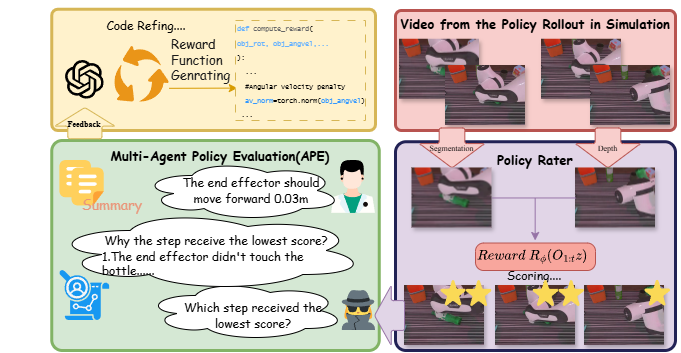 Code Refing....
Reward
Function
Genrating
def compute_reward(
obj_rot, obj_angvel,...
):
...
#Angular velocity penalty
av_norm=torch.norm(obj_angvel)
...
Feedback
Video from the Policy Rollout in Simulation
Segmentation
Depth
Multi-Agent Policy Evaluation(APE)
Summary
The end effector should
move forward 0.03m
Why the step receive the lowest score?
1.The end effector didn't touch the
bottle......
Which step received the
lowest score?
Policy Rater
Reward R_ϕ(O_{1:t} z)
Scoring....